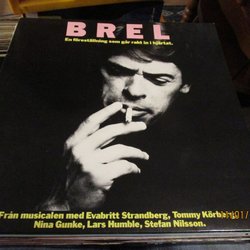 BREL
En föreställning som går rakt in i hjärtat.
Från musicalen med Evabritt Strandberg, Tommy
Nina Gunke, Lars Humble, Stefan Nilsson.